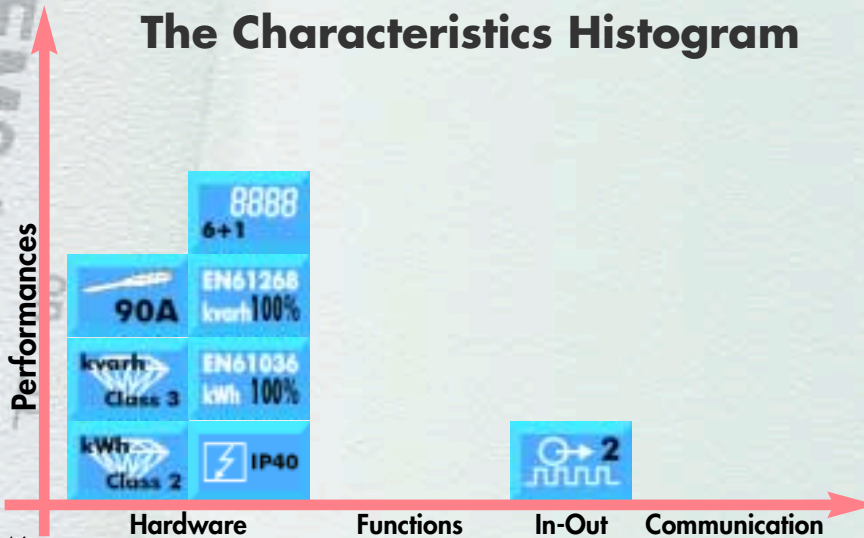 The Characteristics Histogram
Performances
8888
6+1
90A
EN61268
kvarh 100%
kvarh
Class 3
EN61036
kWh 100%
kWh
Class 2
IP40
2
Hardware
Functions
In-Out
Communication